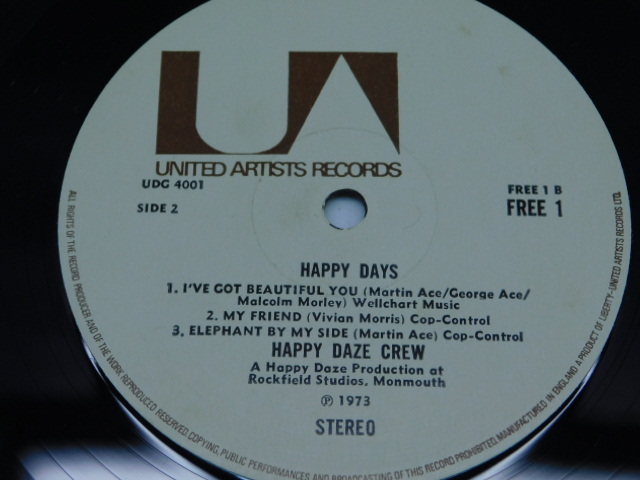 UA
UNITED ARTISTS RECORDS
UDG 4001
FREE 1 B
SIDE 2
FREE 1
HAPPY DAYS
1. I'VE GOT BEAUTIFUL YOU (Martin Ace/George Ace/
Malcolm Morley) Wellchart Music
2. MY FRIEND (Vivian Morris) Cop-Control
3. ELEPHANT BY MY SIDE (Martin Ace) Cop-Control
HAPPY DAZE CREW
A Happy Daze Production at
Rockfield Studios, Monmouth
℗ 1973
STEREO
ALL RIGHTS OF THE RECORD PRODUCER AND OF THE WORK REPRODUCED RESERVED. COPYING, PUBLIC PERFORMANCES AND BROADCASTING OF THIS RECORD PROHIBITED. MANUFACTURED IN ENGLAND A PRODUCT OF LIBERTY-UNITED ARTISTS RECORDS LTD.